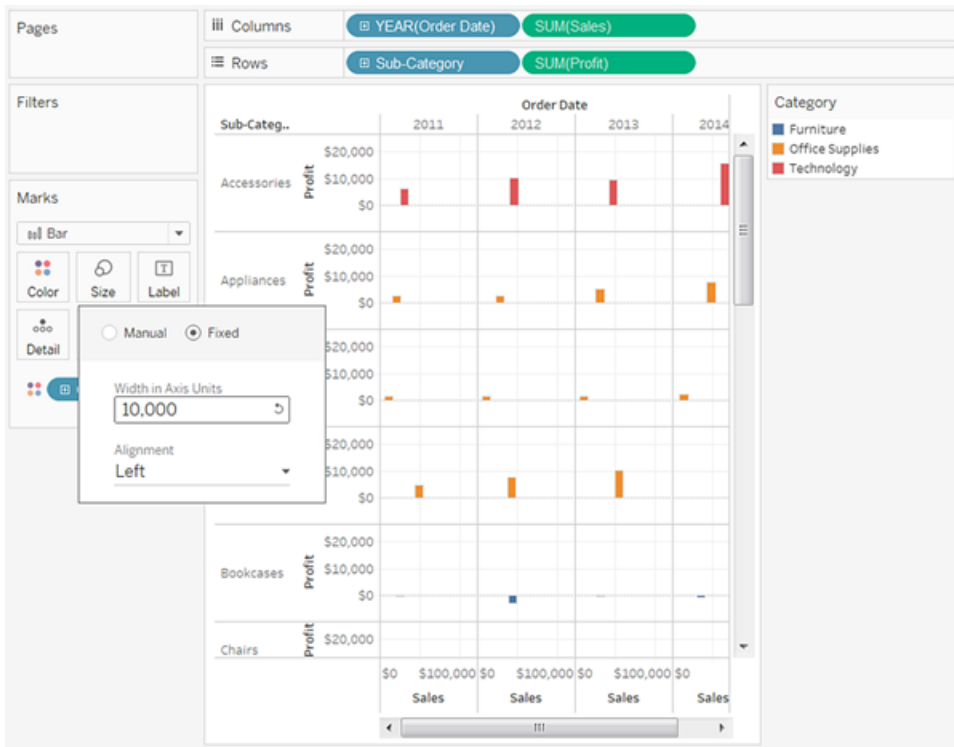 Pages
Columns
YEAR(Order Date)
SUM(Sales)
Rows
Sub-Category
SUM(Profit)
Filters
Marks
Bar
Color
Size
Label
Detail
Manual
Fixed
Width in Axis Units
10,000
Alignment
Left
Order Date
Sub-Categ..
2011
2012
2013
2014
Accessories
Profit
$20,000
$10,000
$0
Appliances
Profit
$20,000
$10,000
$0
$20,000
$10,000
$0
$20,000
$10,000
$0
Bookcases
Profit
$20,000
$10,000
$0
Chairs
Profit
$20,000
$0 $100,000 $0 $100,000 $0 $100,000 $0
Sales Sales Sales Sales
Category
Furniture
Office Supplies
Technology